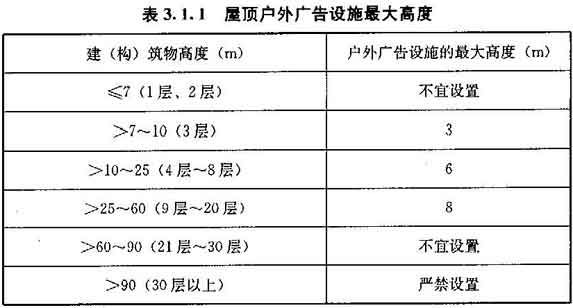 表3.1.1 屋顶户外广告设施最大高度
建（构）筑物高度（m） 户外广告设施的最大高度（m）
≤7（1层、2层） 不宜设置
>7～10（3层） 3
>10～25（4层～8层） 6
>25～60（9层～20层） 8
>60～90（21层～30层） 不宜设置
>90（30层以上） 严禁设置